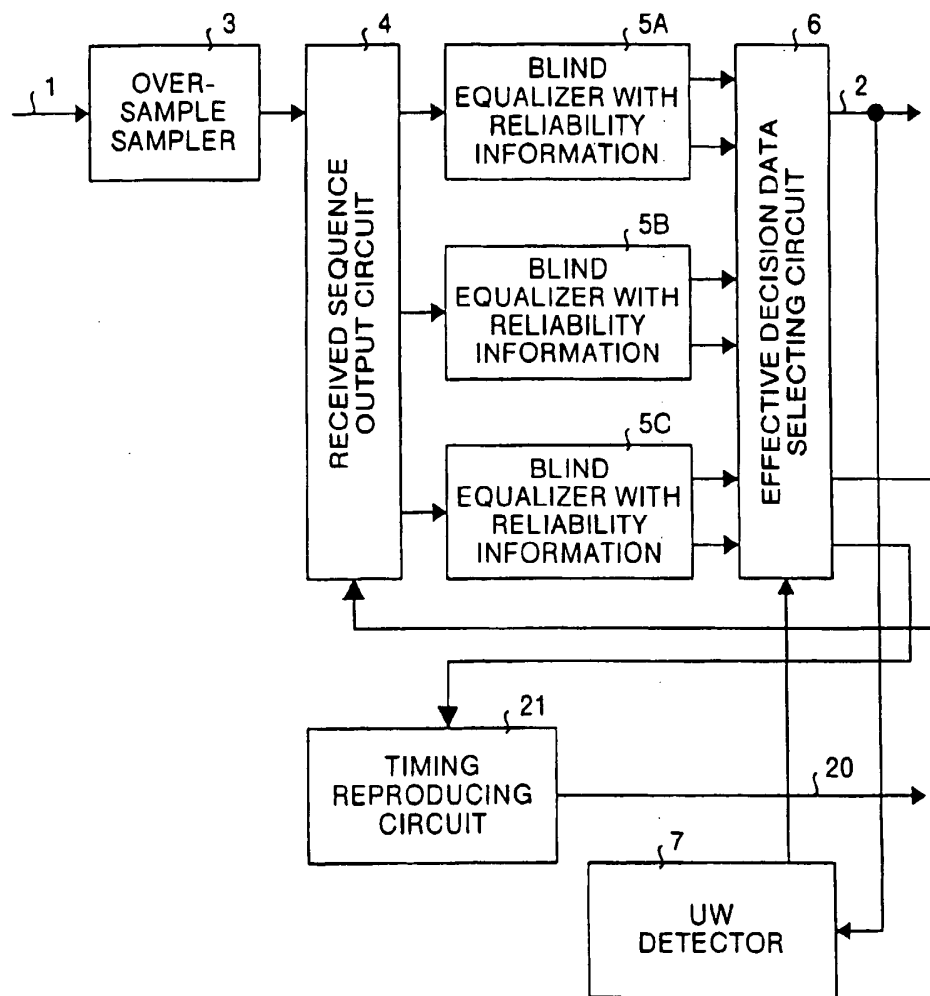 1
3
OVER-
SAMPLE
SAMPLER
4
RECEIVED SEQUENCE
OUTPUT CIRCUIT
5A
BLIND
EQUALIZER WITH
RELIABILITY
INFORMATION
5B
BLIND
EQUALIZER WITH
RELIABILITY
INFORMATION
5C
BLIND
EQUALIZER WITH
RELIABILITY
INFORMATION
6
EFFECTIVE DECISION DATA
SELECTING CIRCUIT
2
21
TIMING
REPRODUCING
CIRCUIT
20
7
UW
DETECTOR